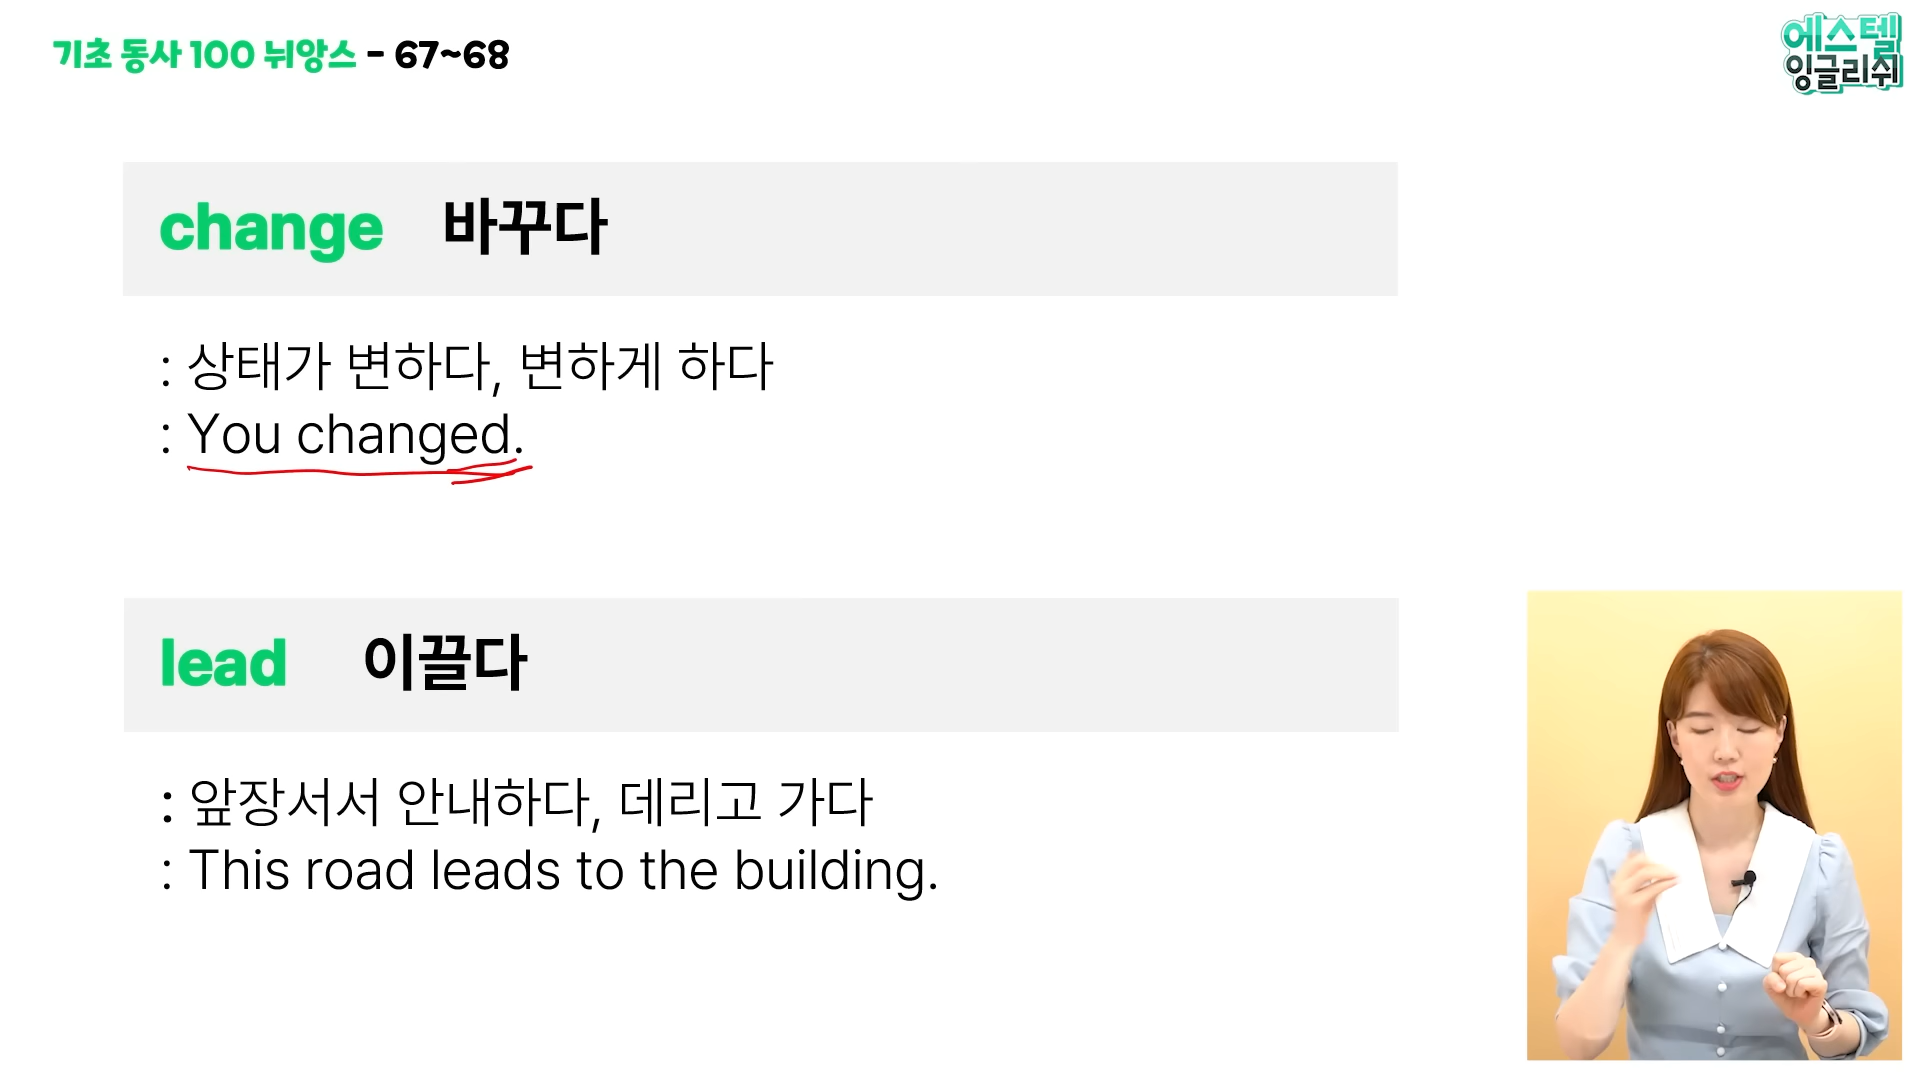 기초 동사 100 뉘앙스 - 67~68
에스텔
잉글리쉬
change 바꾸다
: 상태가 변하다, 변하게 하다
: You changed.
lead 이끌다
: 앞장서서 안내하다, 데리고 가다
: This road leads to the building.